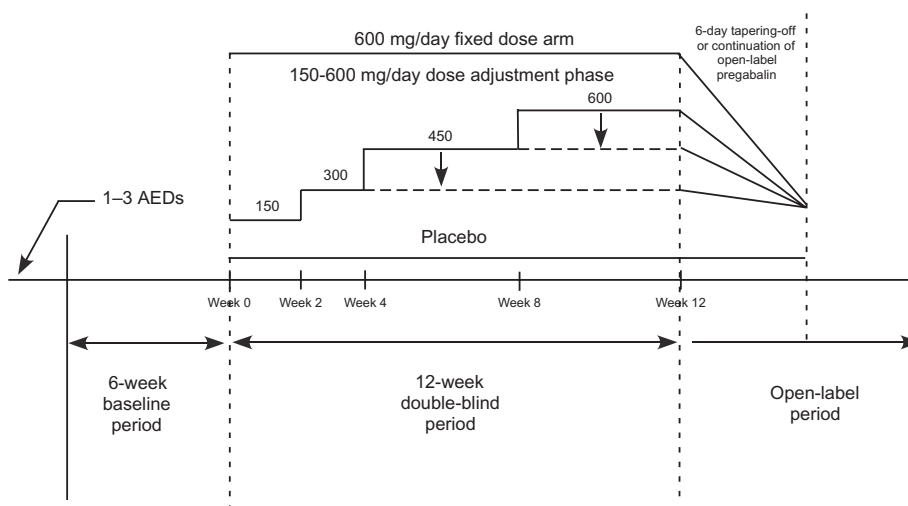 600 mg/day fixed dose arm
6-day tapering-off
or continuation of
open-label
pregabalin
150-600 mg/day dose adjustment phase
600
450
300
150
1–3 AEDs
Placebo
Week 0
Week 2
Week 4
Week 8
Week 12
6-week
baseline
period
12-week
double-blind
period
Open-label
period